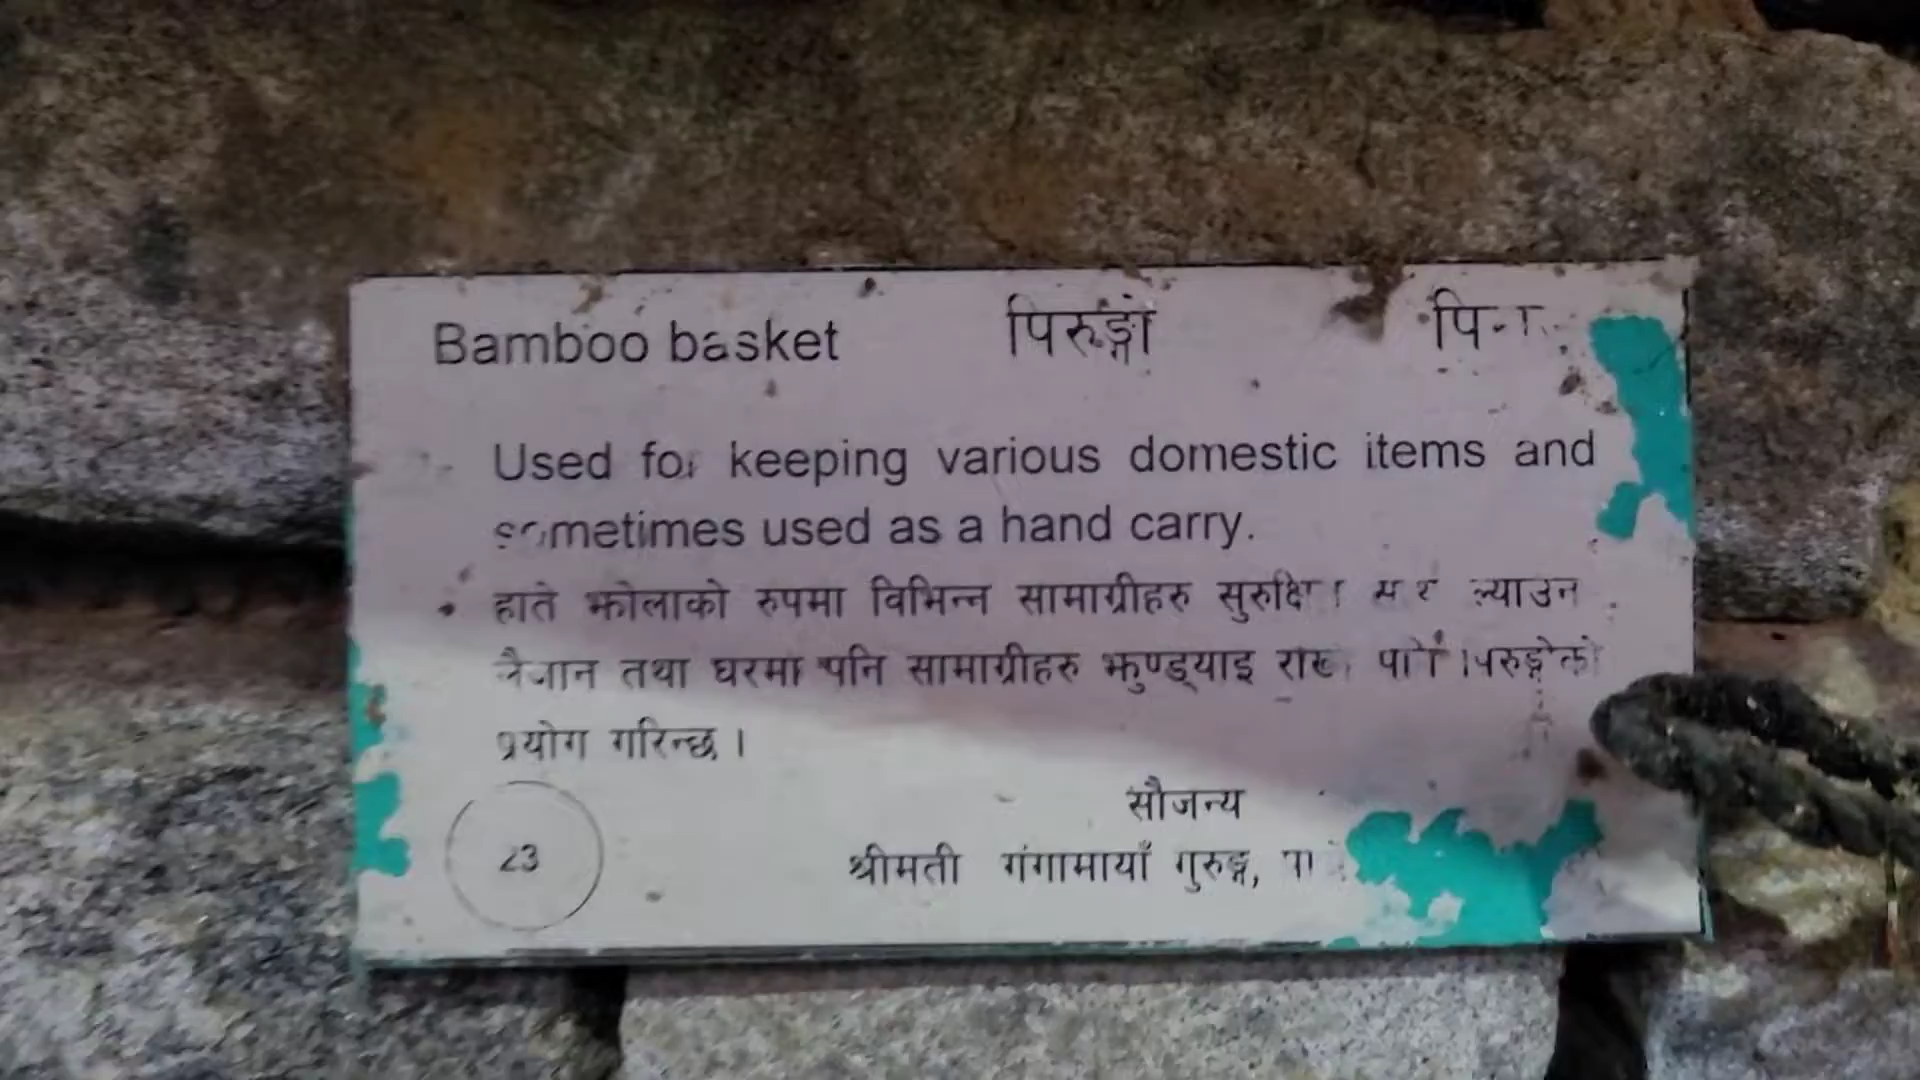 Bamboo basket पिरुङ्गो
Used for keeping various domestic items and
sometimes used as a hand carry.
हाते झोलाको रुपमा विभिन्न सामाग्रीहरु ल्याउन
तथा घरमा पनि सामाग्रीहरु झुण्ड्याइ
प्रयोग गरिन्छ ।
सौजन्य
23 श्रीमती गंगामाया गुरुङ्ग,